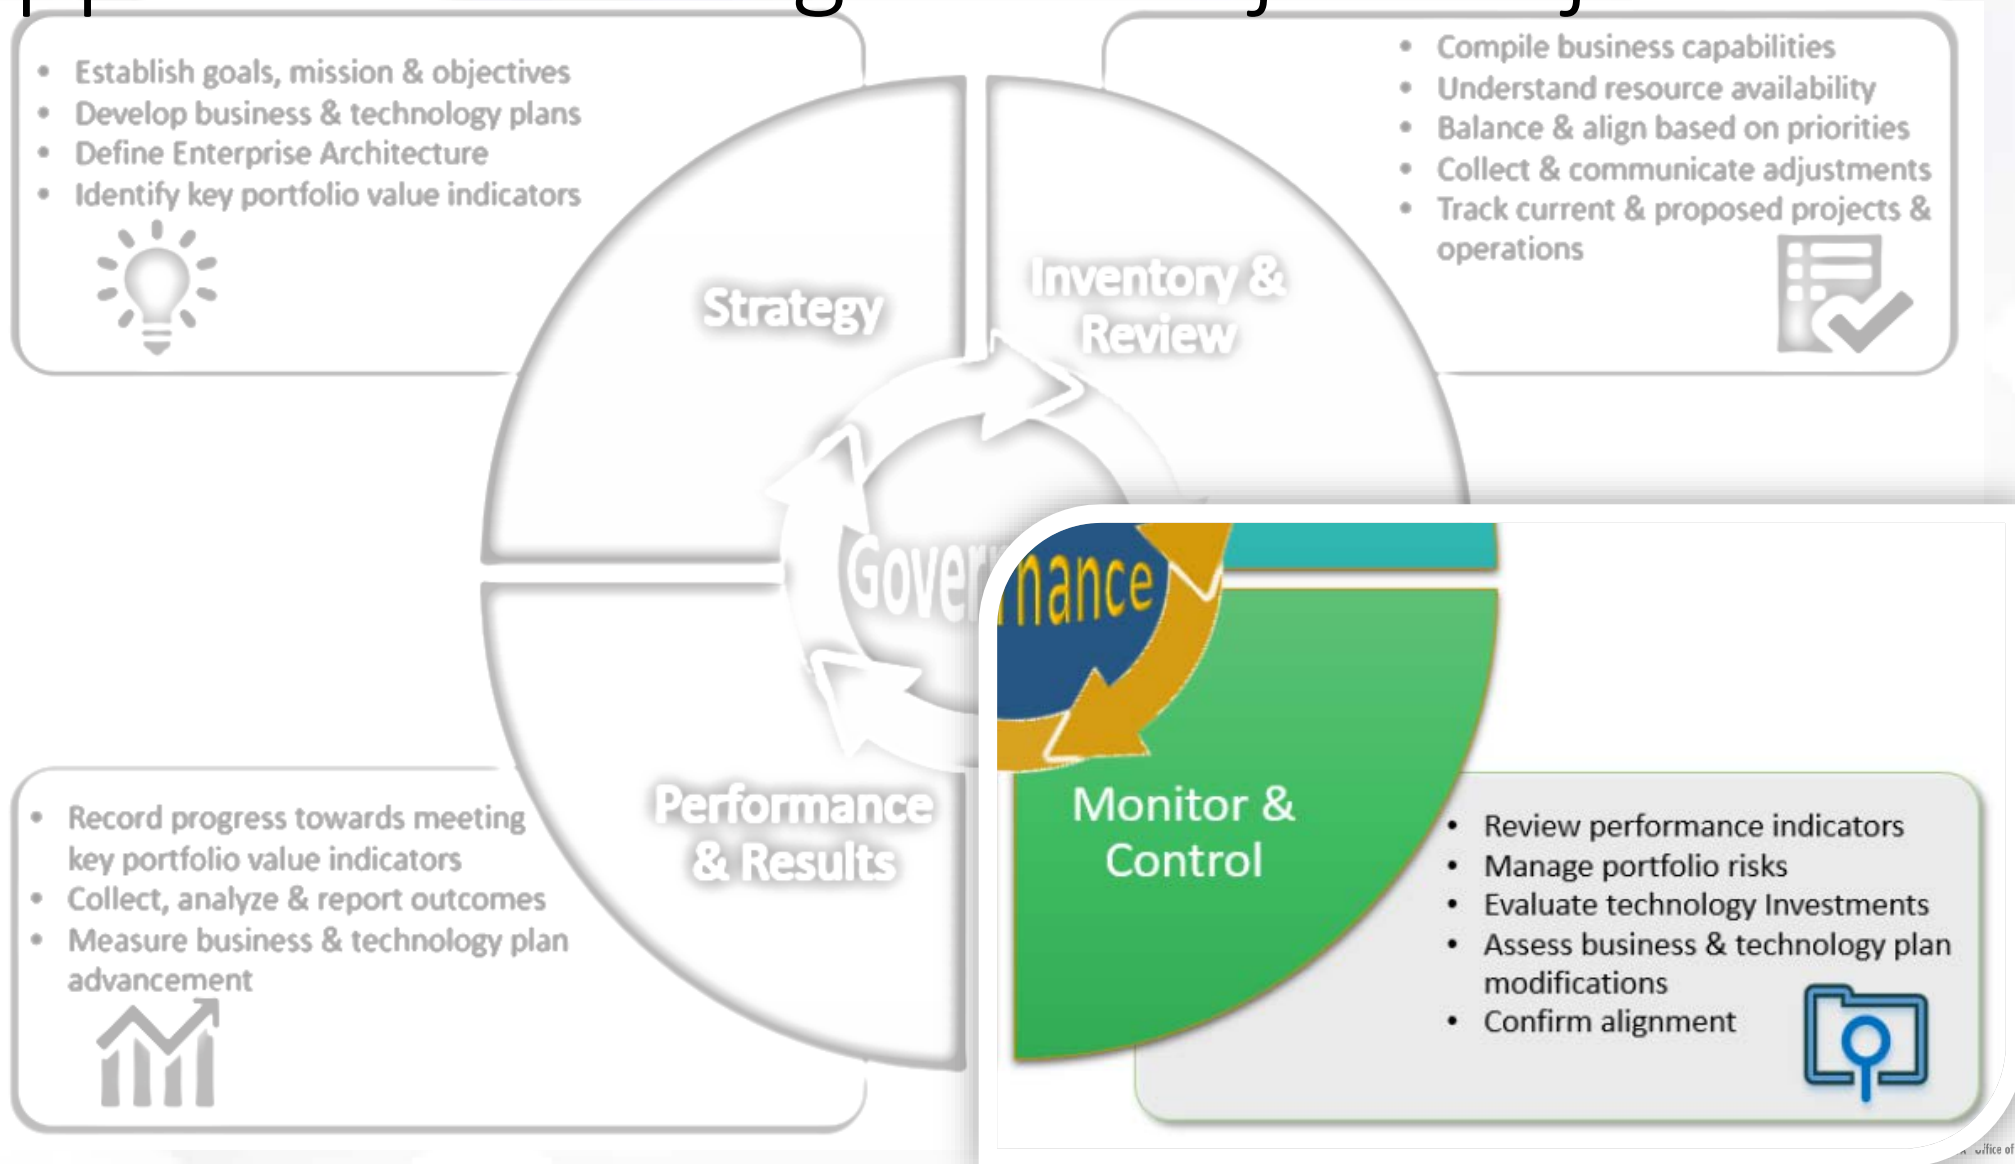 • Establish goals, mission & objectives
• Develop business & technology plans
• Define Enterprise Architecture
• Identify key portfolio value indicators
• Compile business capabilities
• Understand resource availability
• Balance & align based on priorities
• Collect & communicate adjustments
• Track current & proposed projects &
operations
Strategy
Inventory &
Review
Governance
Performance
& Results
Monitor &
Control
• Record progress towards meeting
key portfolio value indicators
• Collect, analyze & report outcomes
• Measure business & technology plan
advancement
• Review performance indicators
• Manage portfolio risks
• Evaluate technology Investments
• Assess business & technology plan
modifications
• Confirm alignment